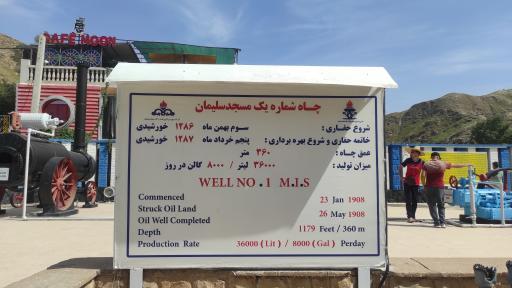 CAFE MOON
چاه شماره یک مسجدسلیمان
شروع حفاری : سوم بهمن ماه ۱۲۸۶ خورشیدی
خاتمه حفاری و شروع بهره برداری : پنجم خرداد ماه ۱۲۸۷ خورشیدی
عمق چاه : ۳۶۰ متر
میزان تولید : ۳۶۰۰۰ لیتر / ۸۰۰۰ گالن در روز
WELL NO .1 M.I.S
Commenced 23 Jan 1908
Struck Oil Land
Oil Well Completed 26 May 1908
Depth 1179 Feet / 360 m
Production Rate 36000 ( Lit ) / 8000 ( Gal ) Perday